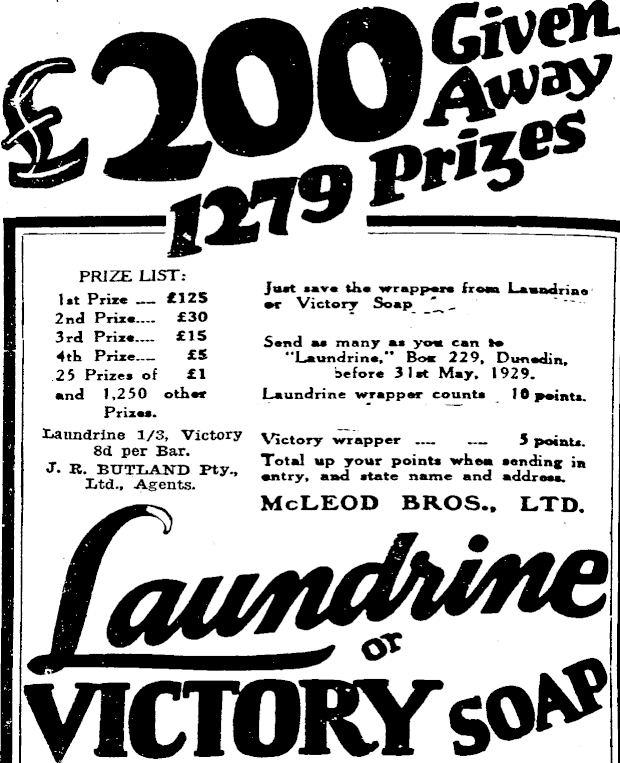 £200 Given
Away
1279 Prizes
PRIZE LIST:
1st Prize .... £125
2nd Prize.... £30
3rd Prize.... £15
4th Prize.... £5
25 Prizes of £1
and 1,250 other
Prizes.
Laundrine 1/3, Victory
8d per Bar.
J. R. BUTLAND Pty.,
Ltd., Agents.
Just save the wrappers from Laundrine
or Victory Soap
Send as many as you can to
"Laundrine," Box 229, Dunedin,
before 31st May, 1929.
Laundrine wrapper counts 10 points.
Victory wrapper .... .... 5 points.
Total up your points when sending in
entry, and state name and address.
McLEOD BROS., LTD.
Laundrine
or
VICTORY SOAP